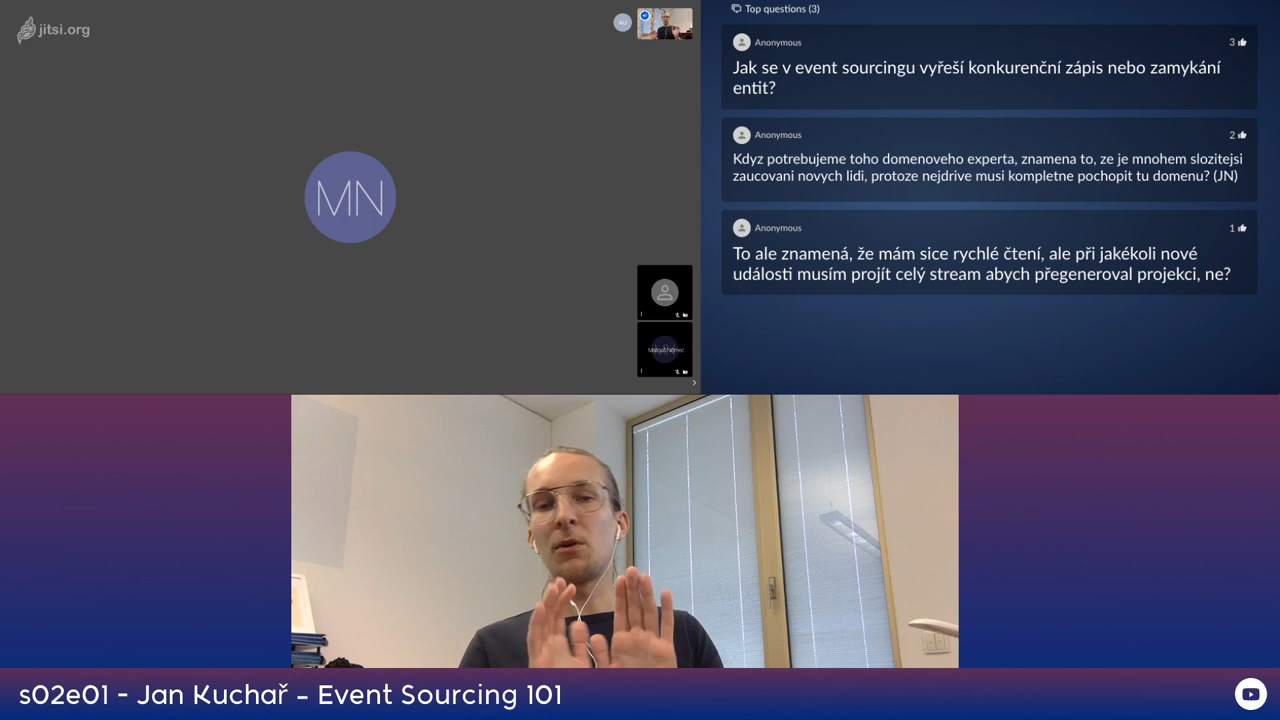 jitsi.org
AU
MN
Matouš Němec
Top questions (3)
Anonymous
3
Jak se v event sourcingu vyřeší konkurenční zápis nebo zamykání
entit?
Anonymous
2
Kdyz potrebujeme toho domenoveho experta, znamena to, ze je mnohem slozitejsi
zaucovani novych lidi, protoze nejdrive musi kompletne pochopit tu domenu? (JN)
Anonymous
1
To ale znamená, že mám sice rychlé čtení, ale při jakékoli nové
události musím projít celý stream abych přegeneroval projekci, ne?
s02e01 - Jan Kuchař - Event Sourcing 101